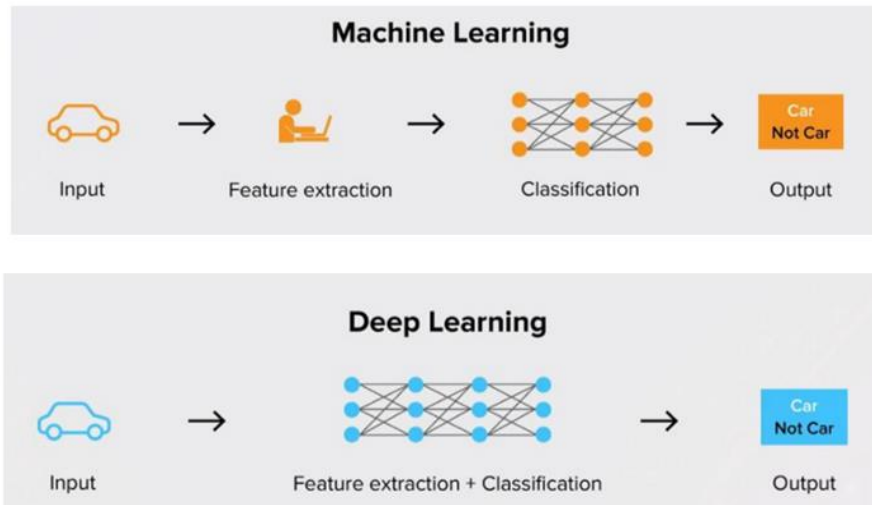 Machine Learning
Input
Feature extraction
Classification
Car
Not Car
Output
Deep Learning
Input
Feature extraction + Classification
Car
Not Car
Output